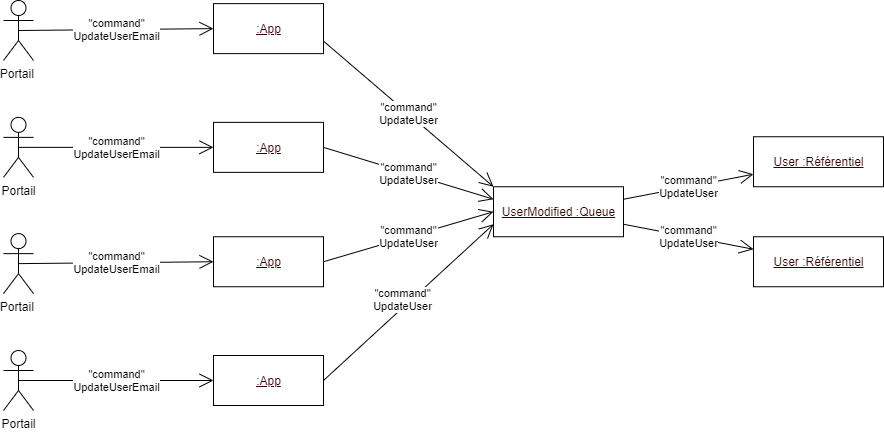 "command"
UpdateUserEmail
:App
Portail
"command"
UpdateUser
"command"
UpdateUserEmail
:App
Portail
"command"
UpdateUser
"command"
UpdateUser
User :Référentiel
UserModified :Queue
"command"
UpdateUserEmail
:App
Portail
"command"
UpdateUser
"command"
UpdateUser
User :Référentiel
"command"
UpdateUser
"command"
UpdateUserEmail
:App
Portail